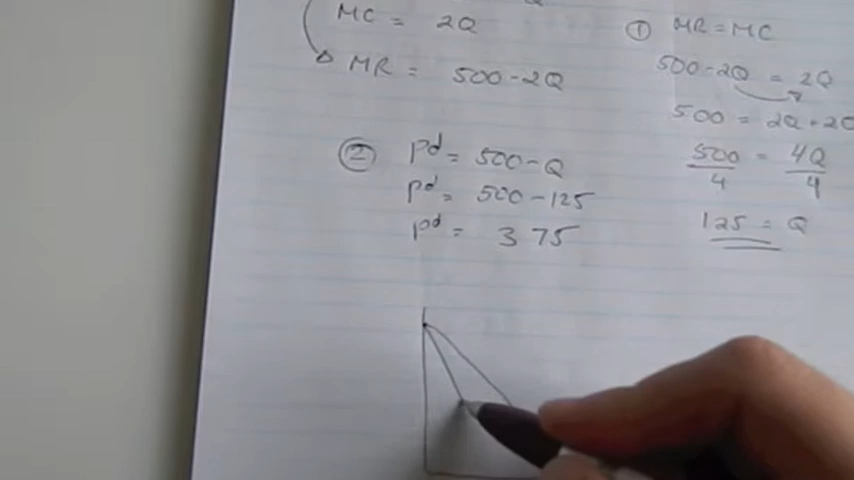 MC = 2Q
MR = 500-2Q
② Pd = 500-Q
Pd = 500-125
Pd = 375
① MR=MC
500-2Q = 2Q
500 = 2Q+2Q
500/4 = 4Q/4
125 = Q